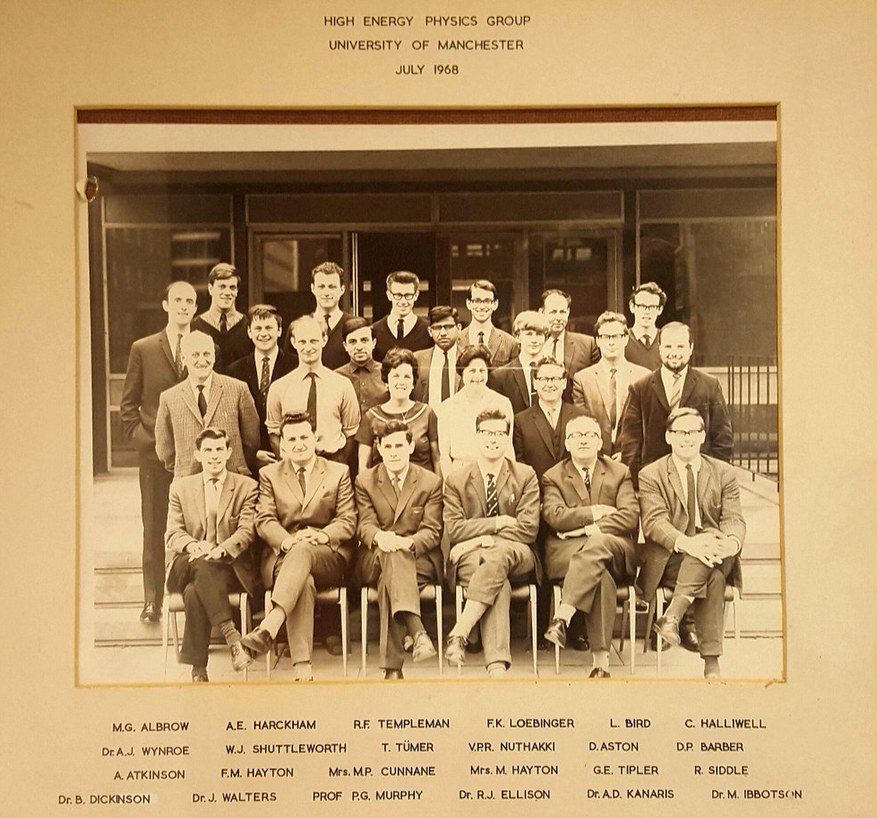 HIGH ENERGY PHYSICS GROUP
UNIVERSITY OF MANCHESTER
JULY 1968
M.G. ALBROW A.E. HARCKHAM R.F. TEMPLEMAN F.K. LOEBINGER L. BIRD C. HALLIWELL
Dr. A.J. WYNROE W.J. SHUTTLEWORTH T. TÜMER V.P.R. NUTHAKKI D. ASTON D.P. BARBER
A. ATKINSON F.M. HAYTON Mrs. M.P. CUNNANE Mrs. M. HAYTON G.E. TIPLER R. SIDDLE
Dr. B. DICKINSON Dr. J. WALTERS PROF P.G. MURPHY Dr. R.J. ELLISON Dr. A.D. KANARIS Dr. M. IBBOTSON